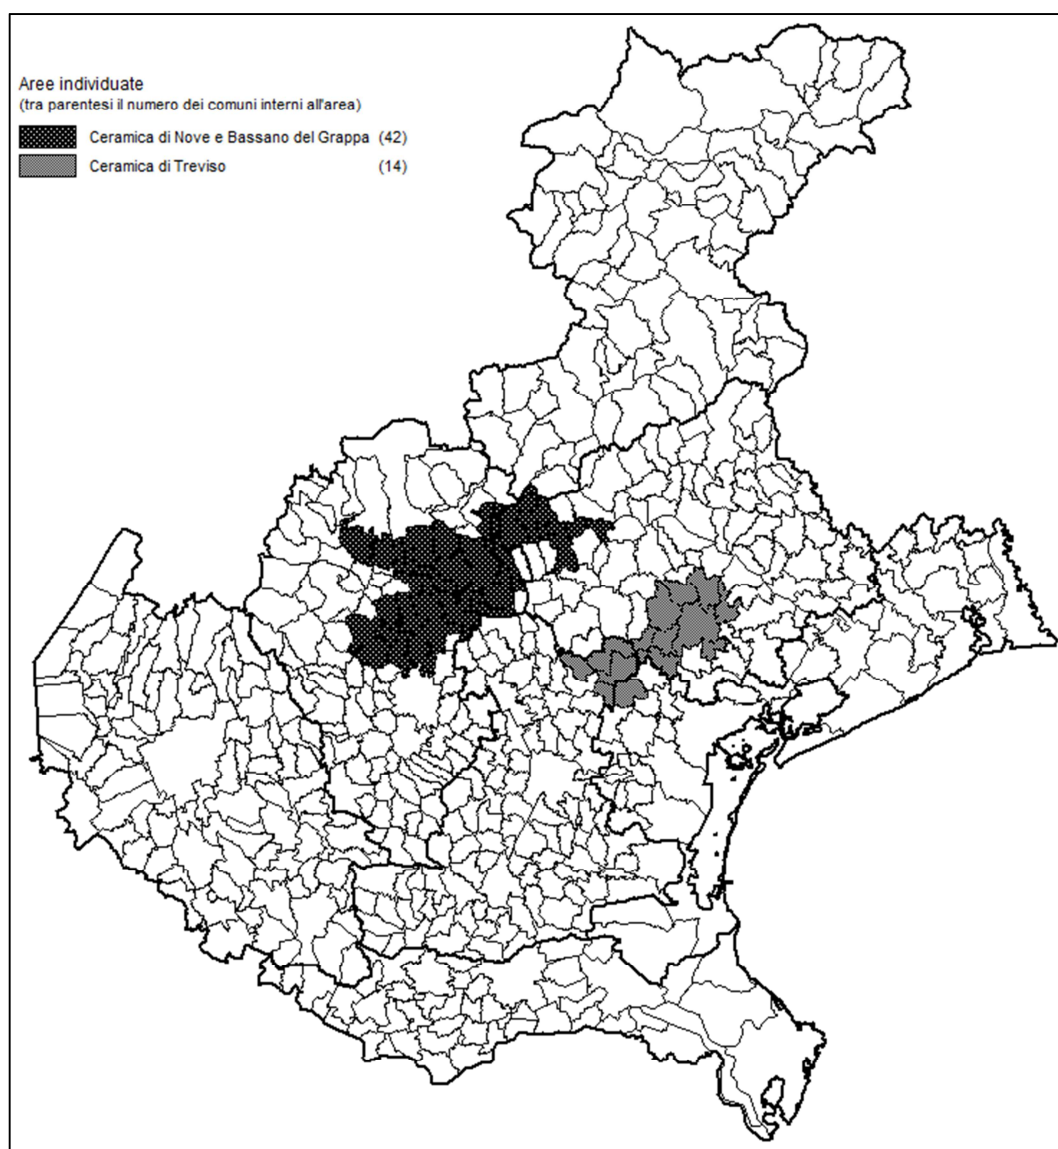 Aree individuate
(tra parentesi il numero dei comuni interni all'area)
Ceramica di Nove e Bassano del Grappa (42)
Ceramica di Treviso (14)